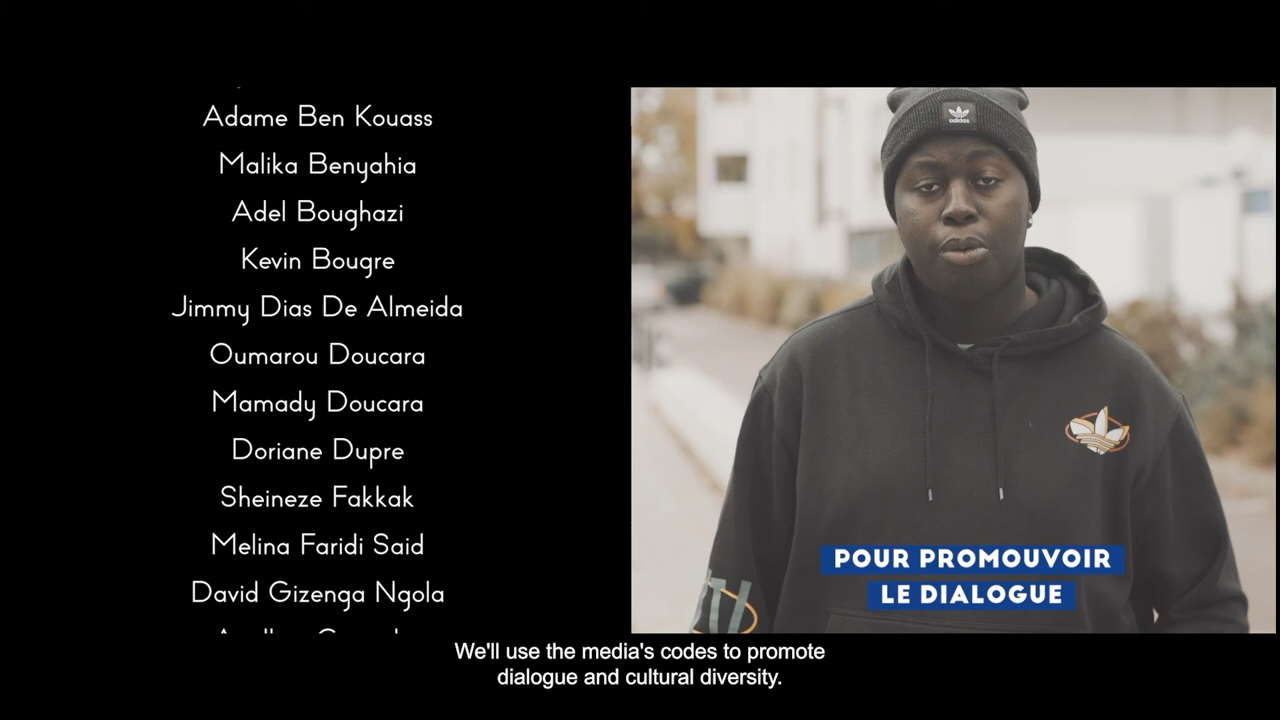 Adame Ben Kouass
Malika Benyahia
Adel Boughazi
Kevin Bougre
Jimmy Dias De Almeida
Oumarou Doucara
Mamady Doucara
Doriane Dupre
Sheineze Fakkak
Melina Faridi Said
David Gizenga Ngola
adidas
POUR PROMOUVOIR
LE DIALOGUE
We'll use the media's codes to promote
dialogue and cultural diversity.